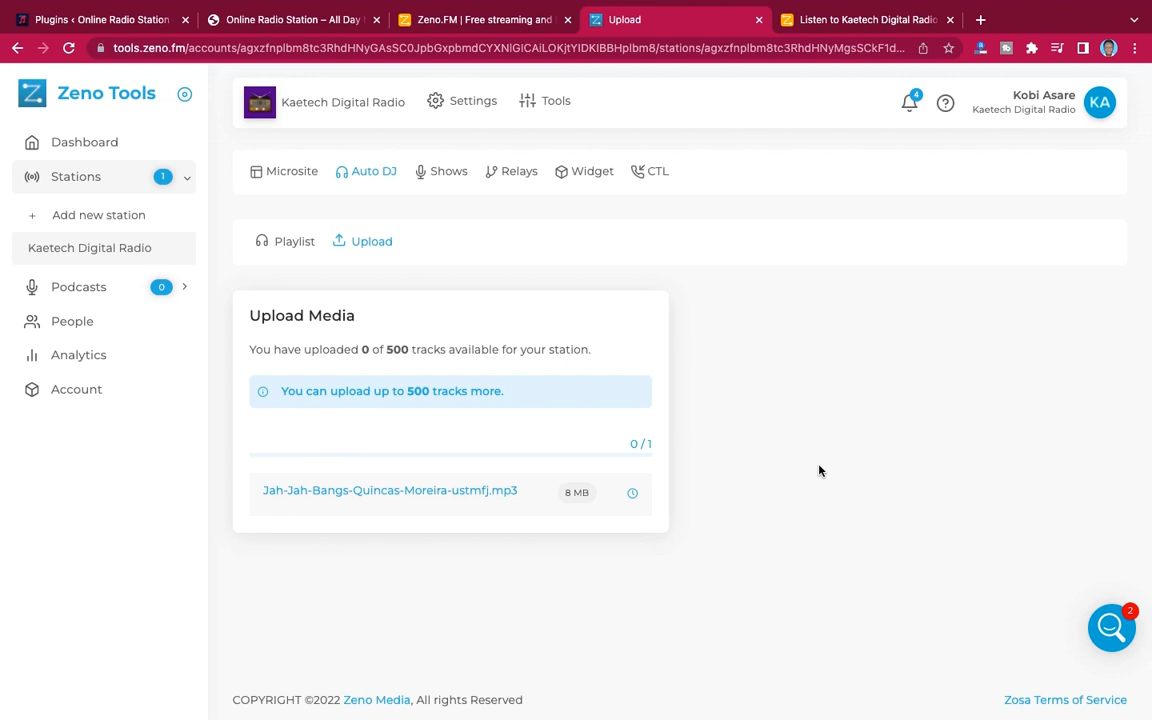 Plugins ‹ Online Radio Station -
Online Radio Station – All Day
Zeno.FM | Free streaming and
Upload
Listen to Kaetech Digital Radio
tools.zeno.fm/accounts/agxzfnplbm8tc3RhdHNyGAsSC0JpbGxpbmdCYXNlGICAiLOKjtYIDKIBBHplbm8/stations/agxzfnplbm8tc3RhdHNyMgsSCkF1d...
Zeno Tools
Kaetech Digital Radio
Settings
Tools
4
Kobi Asare
Kaetech Digital Radio
KA
Dashboard
Stations
1
Add new station
Kaetech Digital Radio
Podcasts
0
People
Analytics
Account
Microsite
Auto DJ
Shows
Relays
Widget
CTL
Playlist
Upload
Upload Media
You have uploaded 0 of 500 tracks available for your station.
You can upload up to 500 tracks more.
0 / 1
Jah-Jah-Bangs-Quincas-Moreira-ustmfj.mp3
8 MB
2
COPYRIGHT ©2022 Zeno Media, All rights Reserved
Zosa Terms of Service